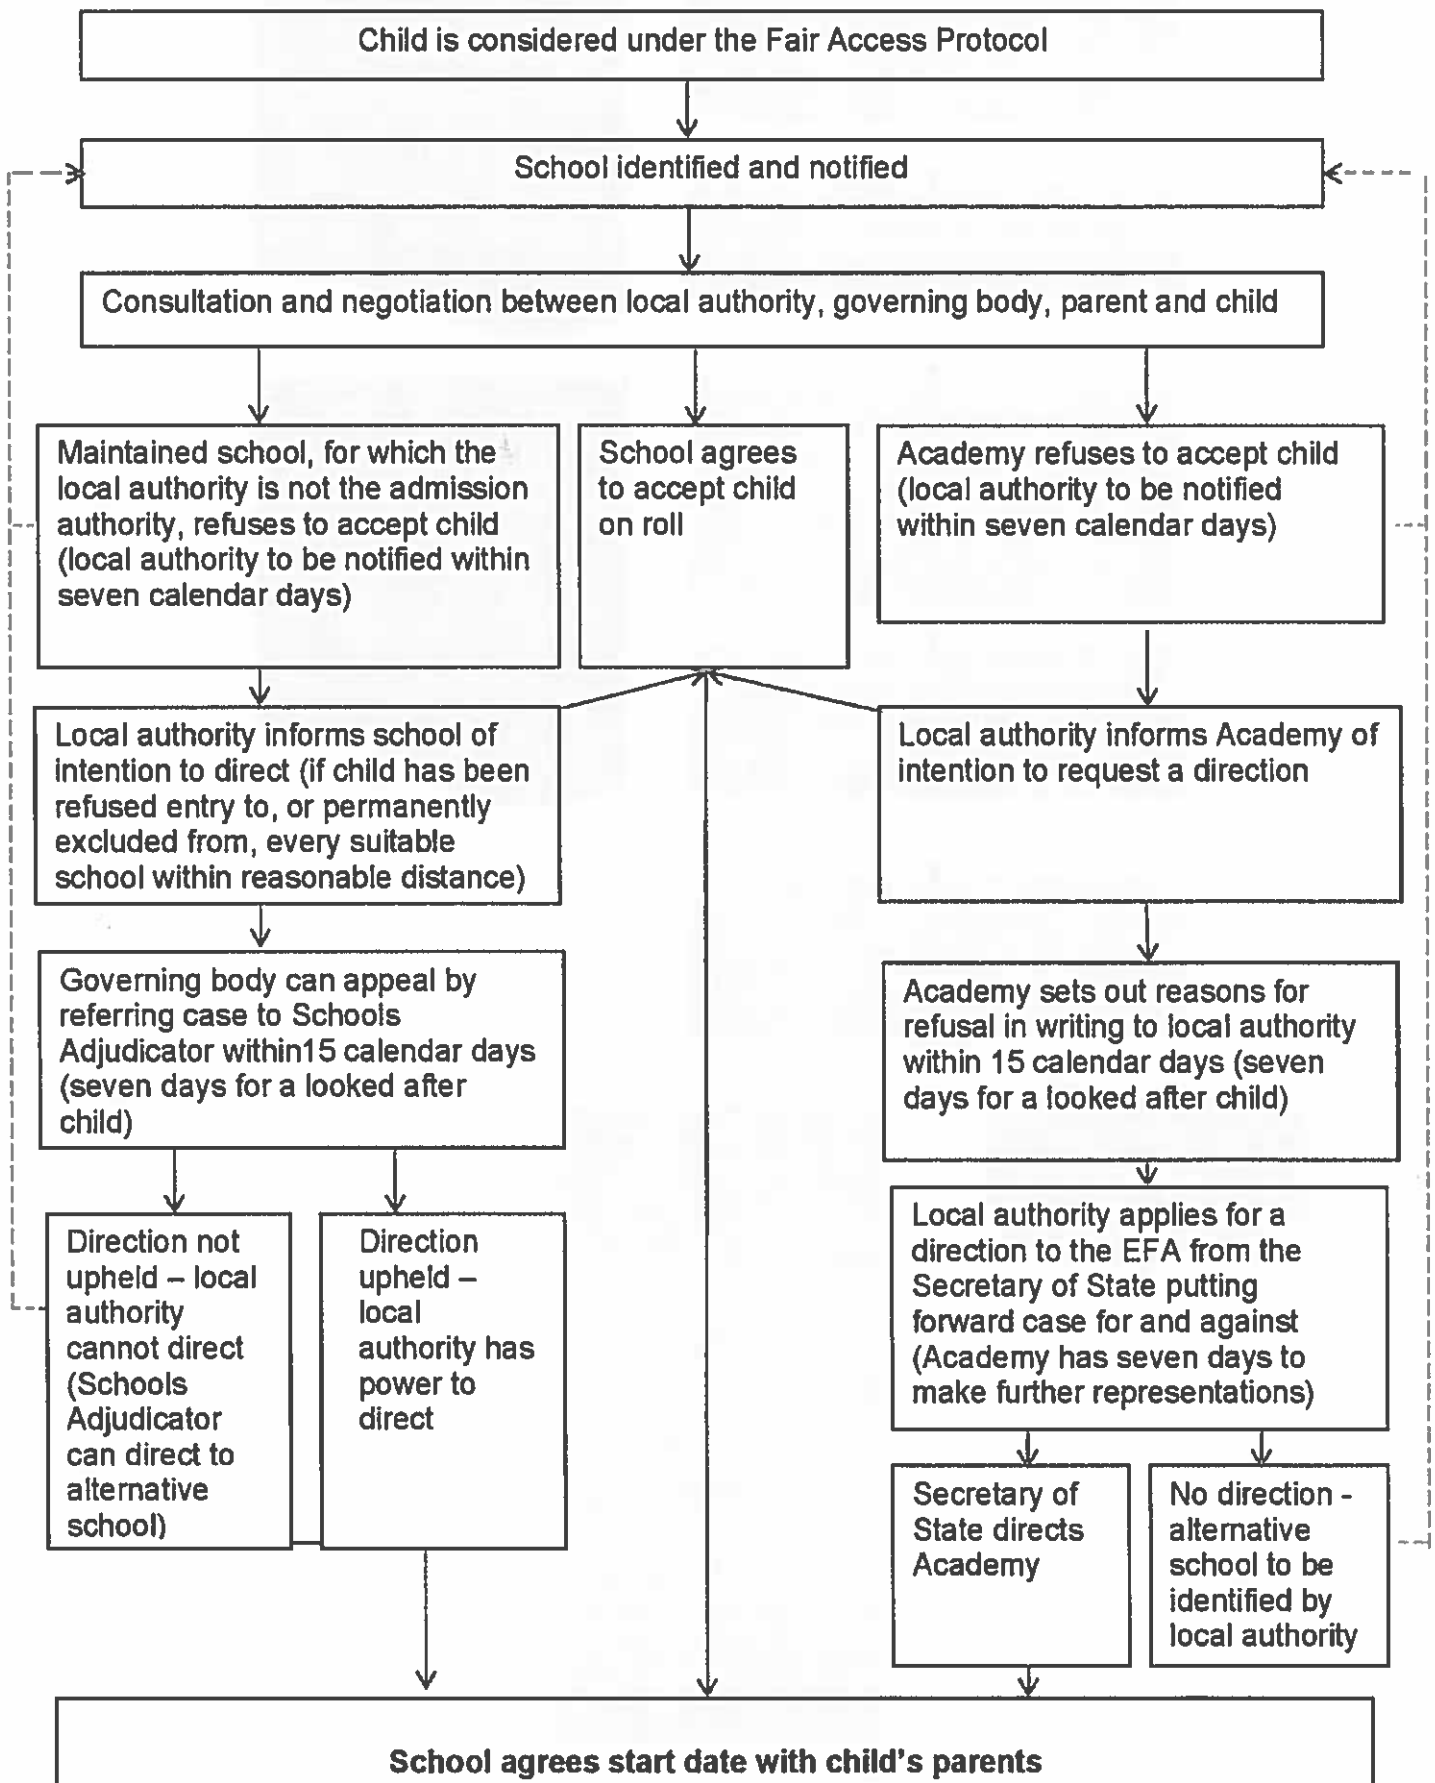 Child is considered under the Fair Access Protocol
School identified and notified
Consultation and negotiation between local authority, governing body, parent and child
Maintained school, for which the
local authority is not the admission
authority, refuses to accept child
(local authority to be notified within
seven calendar days)
School agrees
to accept child
on roll
Academy refuses to accept child
(local authority to be notified
within seven calendar days)
Local authority informs school of
intention to direct (if child has been
refused entry to, or permanently
excluded from, every suitable
school within reasonable distance)
Local authority informs Academy of
intention to request a direction
Governing body can appeal by
referring case to Schools
Adjudicator within15 calendar days
(seven days for a looked after
child)
Academy sets out reasons for
refusal in writing to local authority
within 15 calendar days (seven
days for a looked after child)
Direction not
upheld – local
authority
cannot direct
(Schools
Adjudicator
can direct to
alternative
school)
Direction
upheld –
local
authority has
power to
direct
Local authority applies for a
direction to the EFA from the
Secretary of State putting
forward case for and against
(Academy has seven days to
make further representations)
Secretary of
State directs
Academy
No direction -
alternative
school to be
identified by
local authority
School agrees start date with child's parents